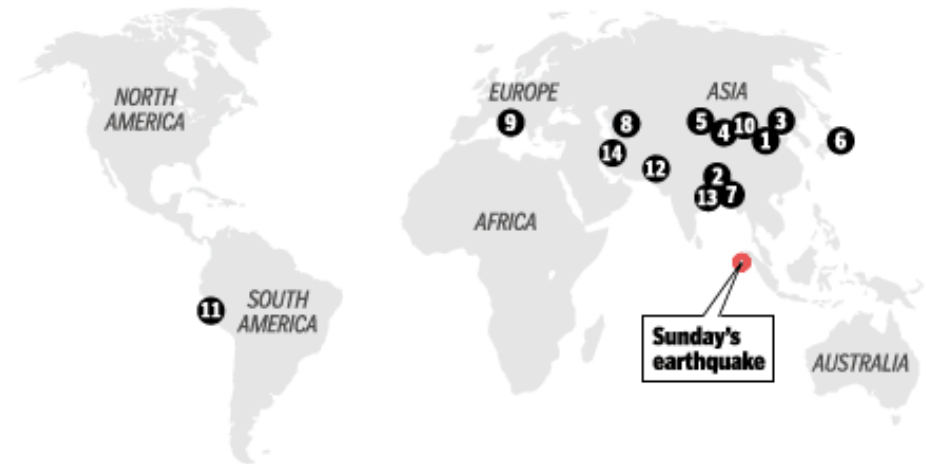 NORTH
AMERICA
EUROPE
ASIA
9
8
5
4
10
3
1
6
14
12
2
13
7
AFRICA
11
SOUTH
AMERICA
Sunday's
earthquake
AUSTRALIA